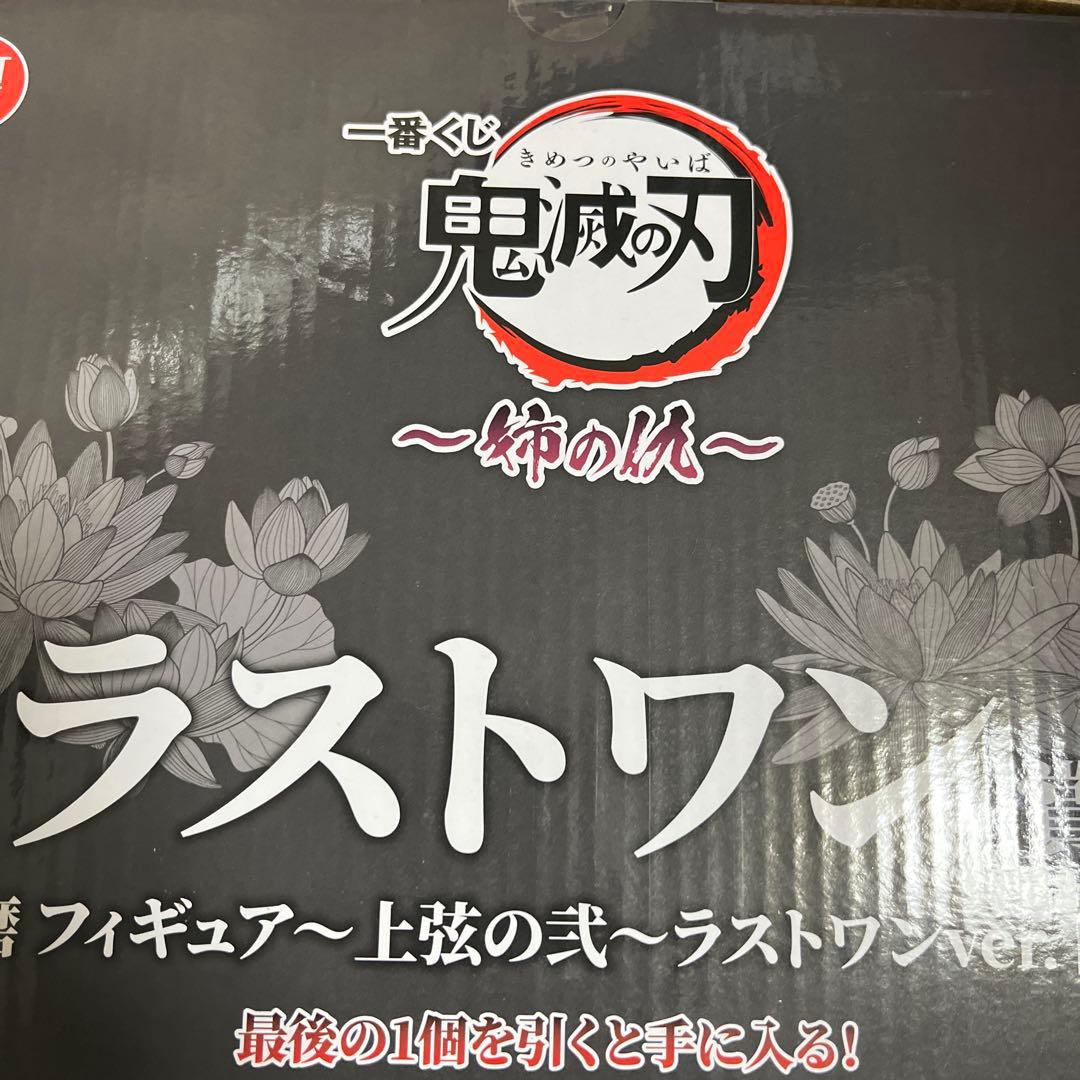 一番くじ
きめつのやいば
鬼滅の刃
～姉の仇～
ラストワン
フィギュア～上弦の弐～ラストワンver.
最後の1個を引くと手に入る!